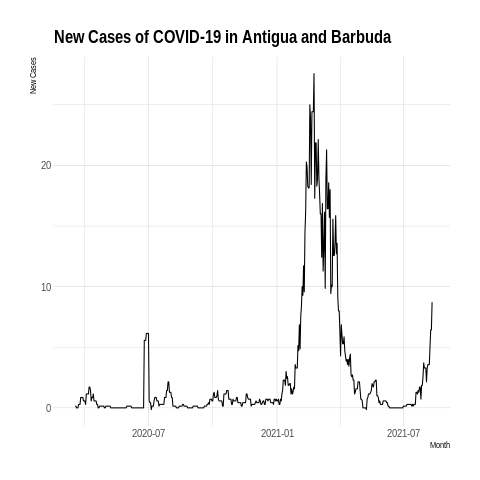 New Cases of COVID-19 in Antigua and Barbuda
New Cases
20
10
0
2020-07
2021-01
2021-07
Month